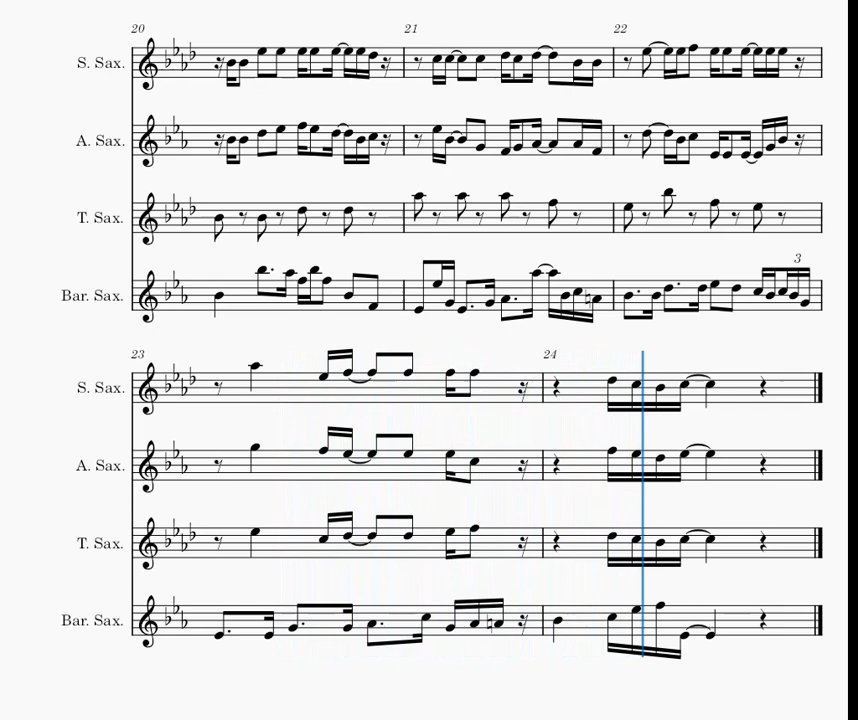 20 21 22
S. Sax.
A. Sax.
T. Sax.
Bar. Sax.
3
23 24
S. Sax.
A. Sax.
T. Sax.
Bar. Sax.